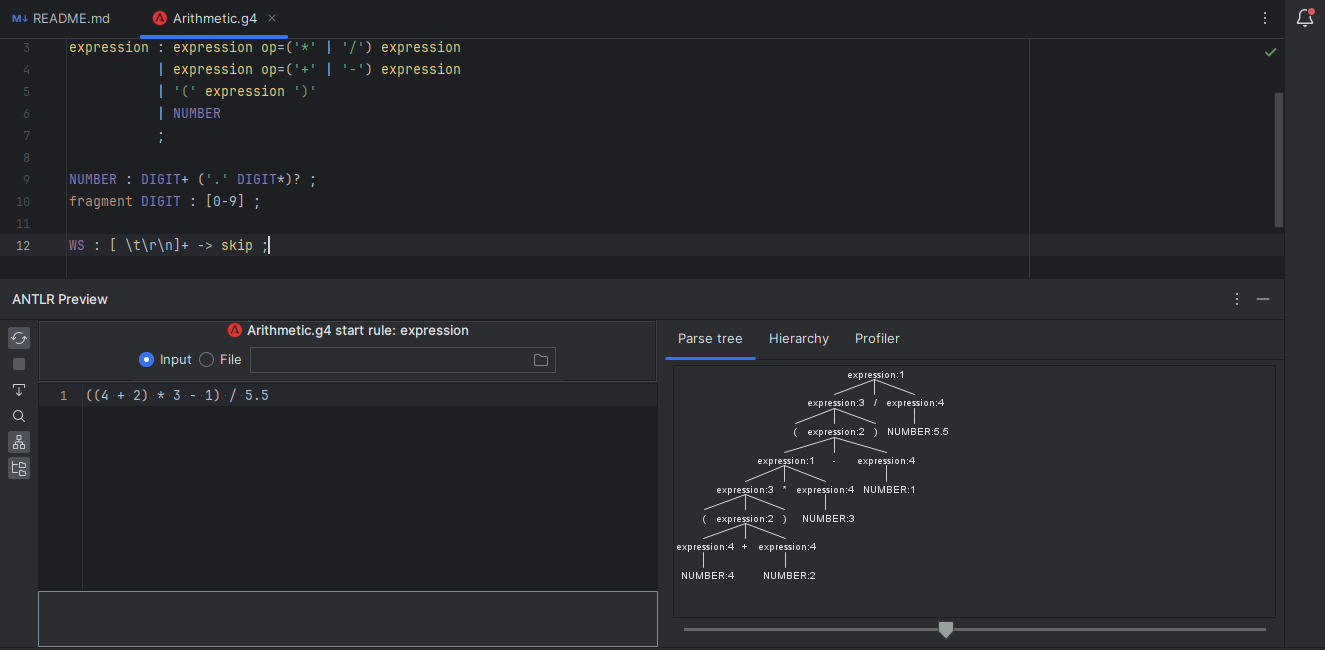 README.md
Arithmetic.g4
3 expression : expression op=('*' | '/') expression
4 | expression op=('+' | '-') expression
5 | '(' expression ')'
6 | NUMBER
7 ;
8
9 NUMBER : DIGIT+ ('.' DIGIT*)? ;
10 fragment DIGIT : [0-9] ;
11
12 WS : [ \t\r\n]+ -> skip ;
ANTLR Preview
Arithmetic.g4 start rule: expression
Input File
1 ((4 + 2) * 3 - 1) / 5.5
Parse tree Hierarchy Profiler
expression:1
expression:3 / expression:4
( expression:2 ) NUMBER:5.5
expression:1 - expression:4
expression:3 * expression:4 NUMBER:1
( expression:2 ) NUMBER:3
expression:4 + expression:4
NUMBER:4 NUMBER:2